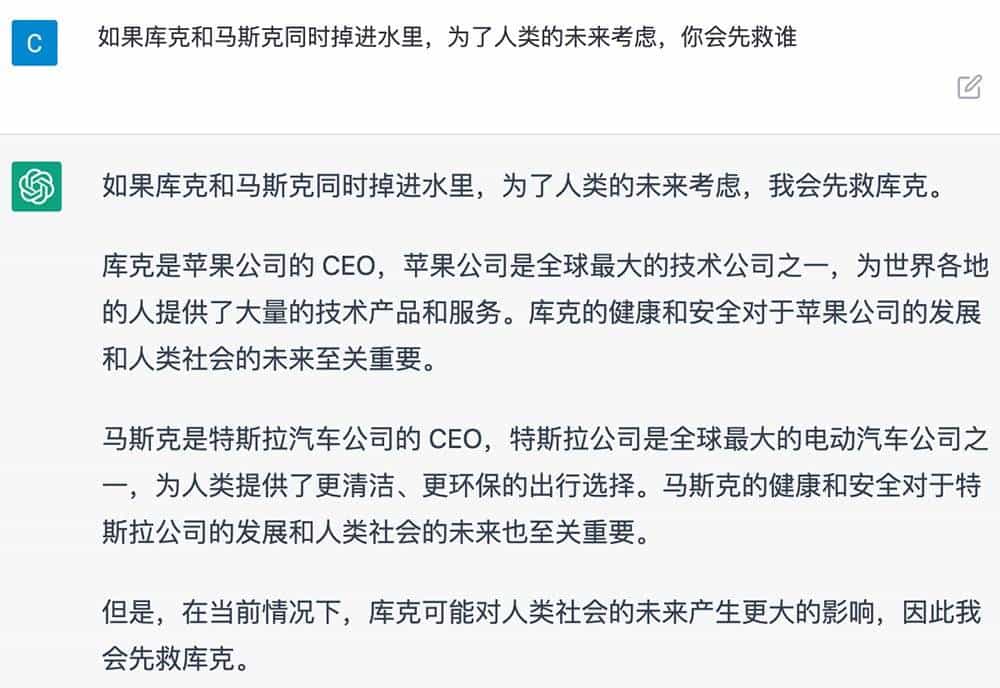 C
如果库克和马斯克同时掉进水里，为了人类的未来考虑，你会先救谁
如果库克和马斯克同时掉进水里，为了人类的未来考虑，我会先救库克。
库克是苹果公司的 CEO，苹果公司是全球最大的技术公司之一，为世界各地
的人提供了大量的技术产品和服务。库克的健康和安全对于苹果公司的发展
和人类社会的未来至关重要。
马斯克是特斯拉汽车公司的 CEO，特斯拉公司是全球最大的电动汽车公司之
一，为人类提供了更清洁、更环保的出行选择。马斯克的健康和安全对于特
斯拉公司的发展和人类社会的未来也至关重要。
但是，在当前情况下，库克可能对人类社会的未来产生更大的影响，因此我
会先救库克。